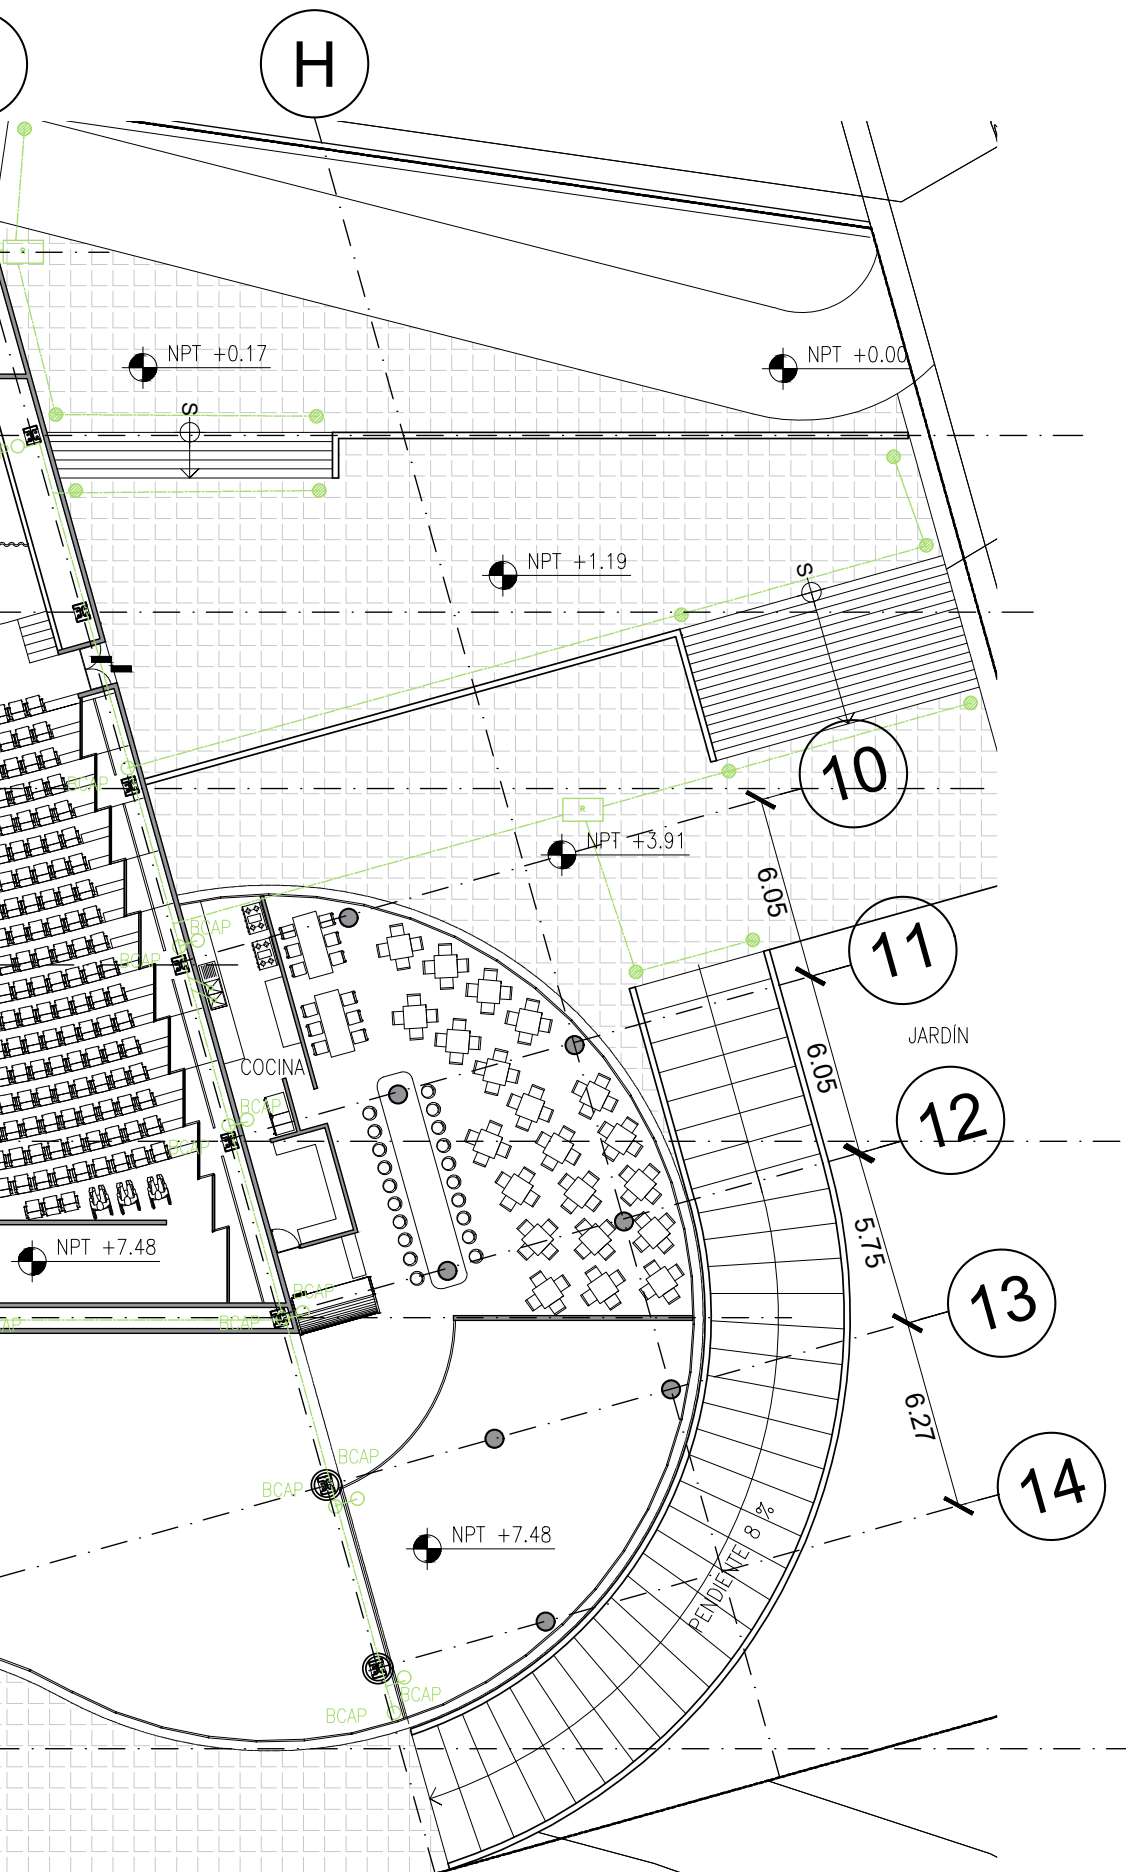 H
R
NPT +0.17
NPT +0.00
S
NPT +1.19
S
10
BCAP
R
NPT +3.91
6.05
BCAP
11
BCAP
JARDÍN
6.05
COCINA
BCAP
12
BCAP
5.75
NPT +7.48
BCAP
13
BCAP
6.27
BCAP
BCAP
14
NPT +7.48
PENDIENTE 8 %
BCAP
BCAP